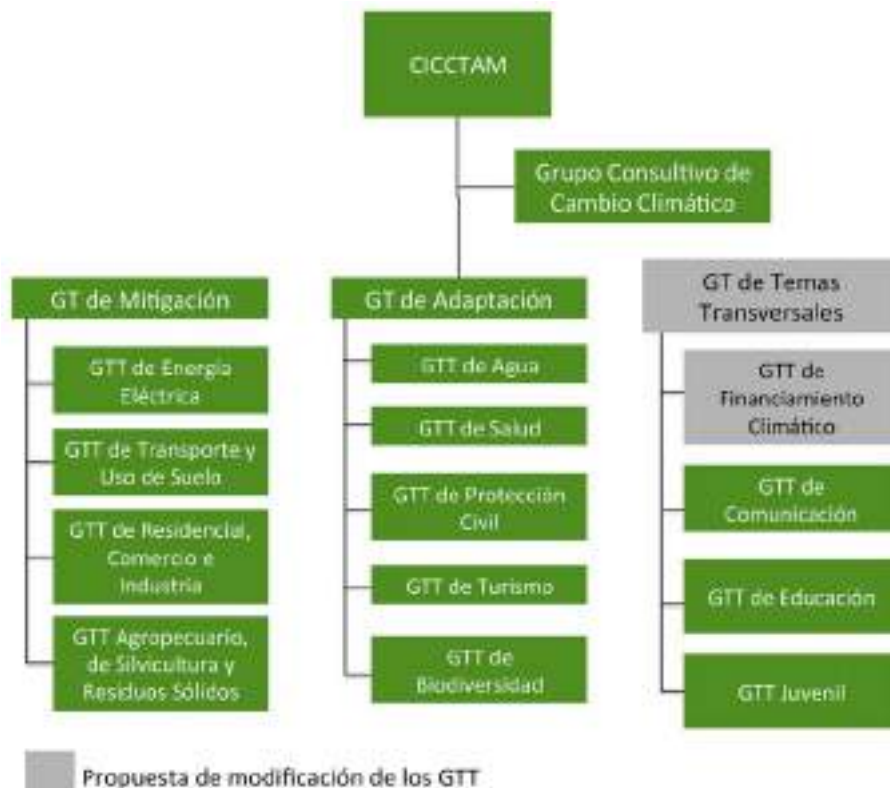 CICCTAM
Grupo Consultivo de
Cambio Climático
GT de Mitigación
GTT de Energía
Eléctrica
GTT de Transporte y
Uso de Suelo
GTT de Residencial,
Comercio e
Industria
GTT Agropecuario,
de Silvicultura y
Residuos Sólidos
GT de Adaptación
GTT de Agua
GTT de Salud
GTT de Protección
Civil
GTT de Turismo
GTT de
Biodiversidad
GT de Temas
Transversales
GTT de
Financiamiento
Climático
GTT de
Comunicación
GTT de Educación
GTT Juvenil
Propuesta de modificación de los GTT